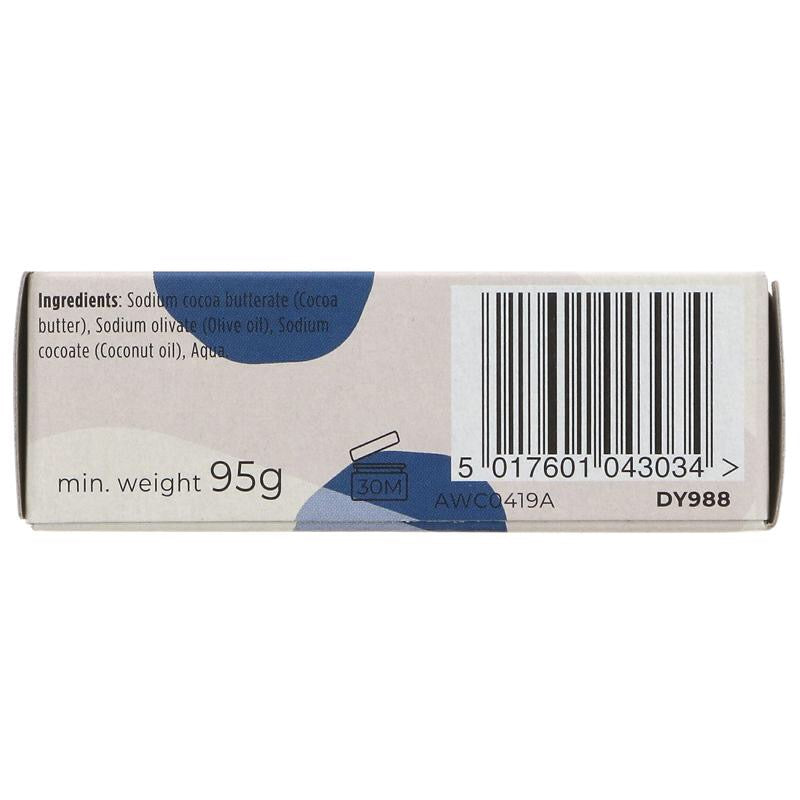 Ingredients: Sodium cocoa butterate (Cocoa
butter), Sodium olivate (Olive oil), Sodium
cocoate (Coconut oil), Aqua.
min. weight 95g
30M
5 017601 043034 >
AWC0419A
DY988